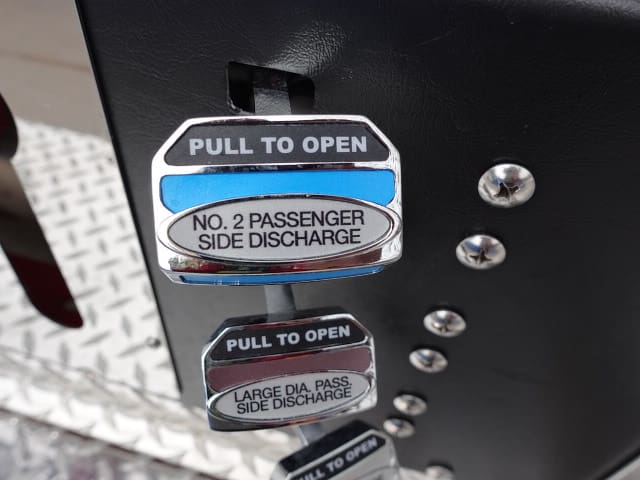 PULL TO OPEN
NO. 2 PASSENGER
SIDE DISCHARGE
PULL TO OPEN
LARGE DIA. PASS.
SIDE DISCHARGE
PULL TO OPEN